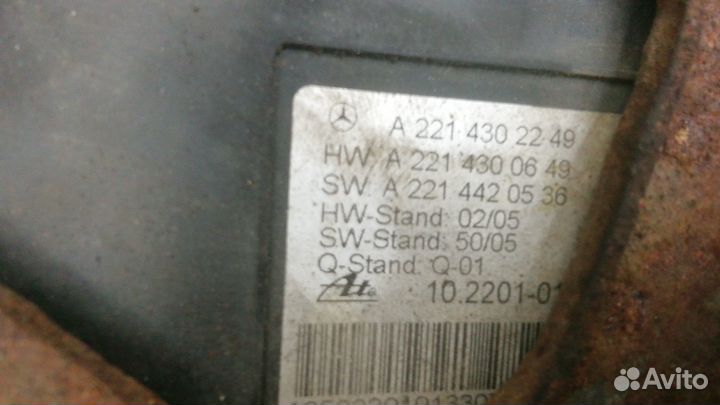 A 221 430 22 49
HW A 221 430 06 49
SW A 221 442 05 36
HW-Stand: 02/05
SW-Stand: 50/05
Q-Stand: Q-01
Ate 10.2201-01
Avito